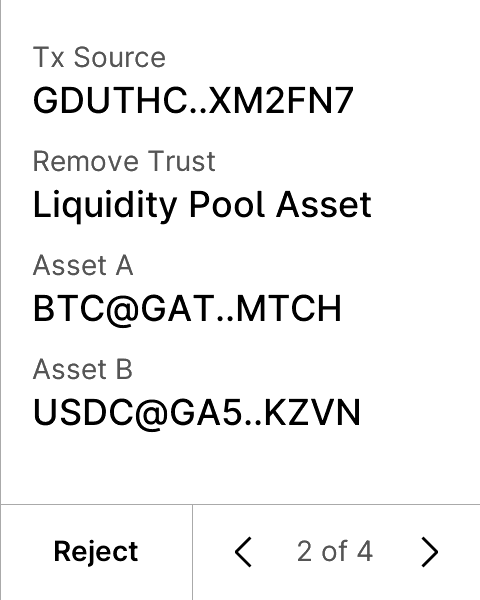 Tx Source
GDUTHC..XM2FN7
Remove Trust
Liquidity Pool Asset
Asset A
BTC@GAT..MTCH
Asset B
USDC@GA5..KZVN
Reject
2 of 4